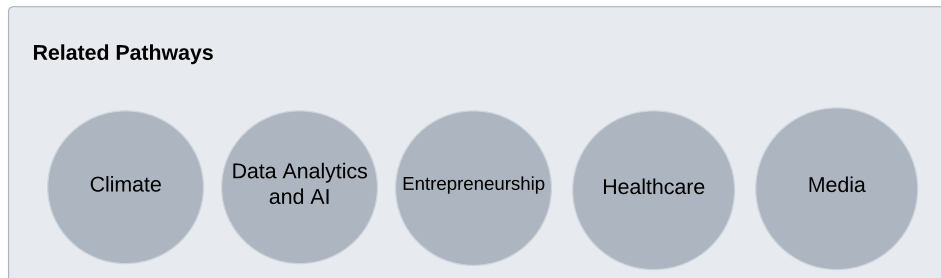 Related Pathways
Climate
Data Analytics
and AI
Entrepreneurship
Healthcare
Media